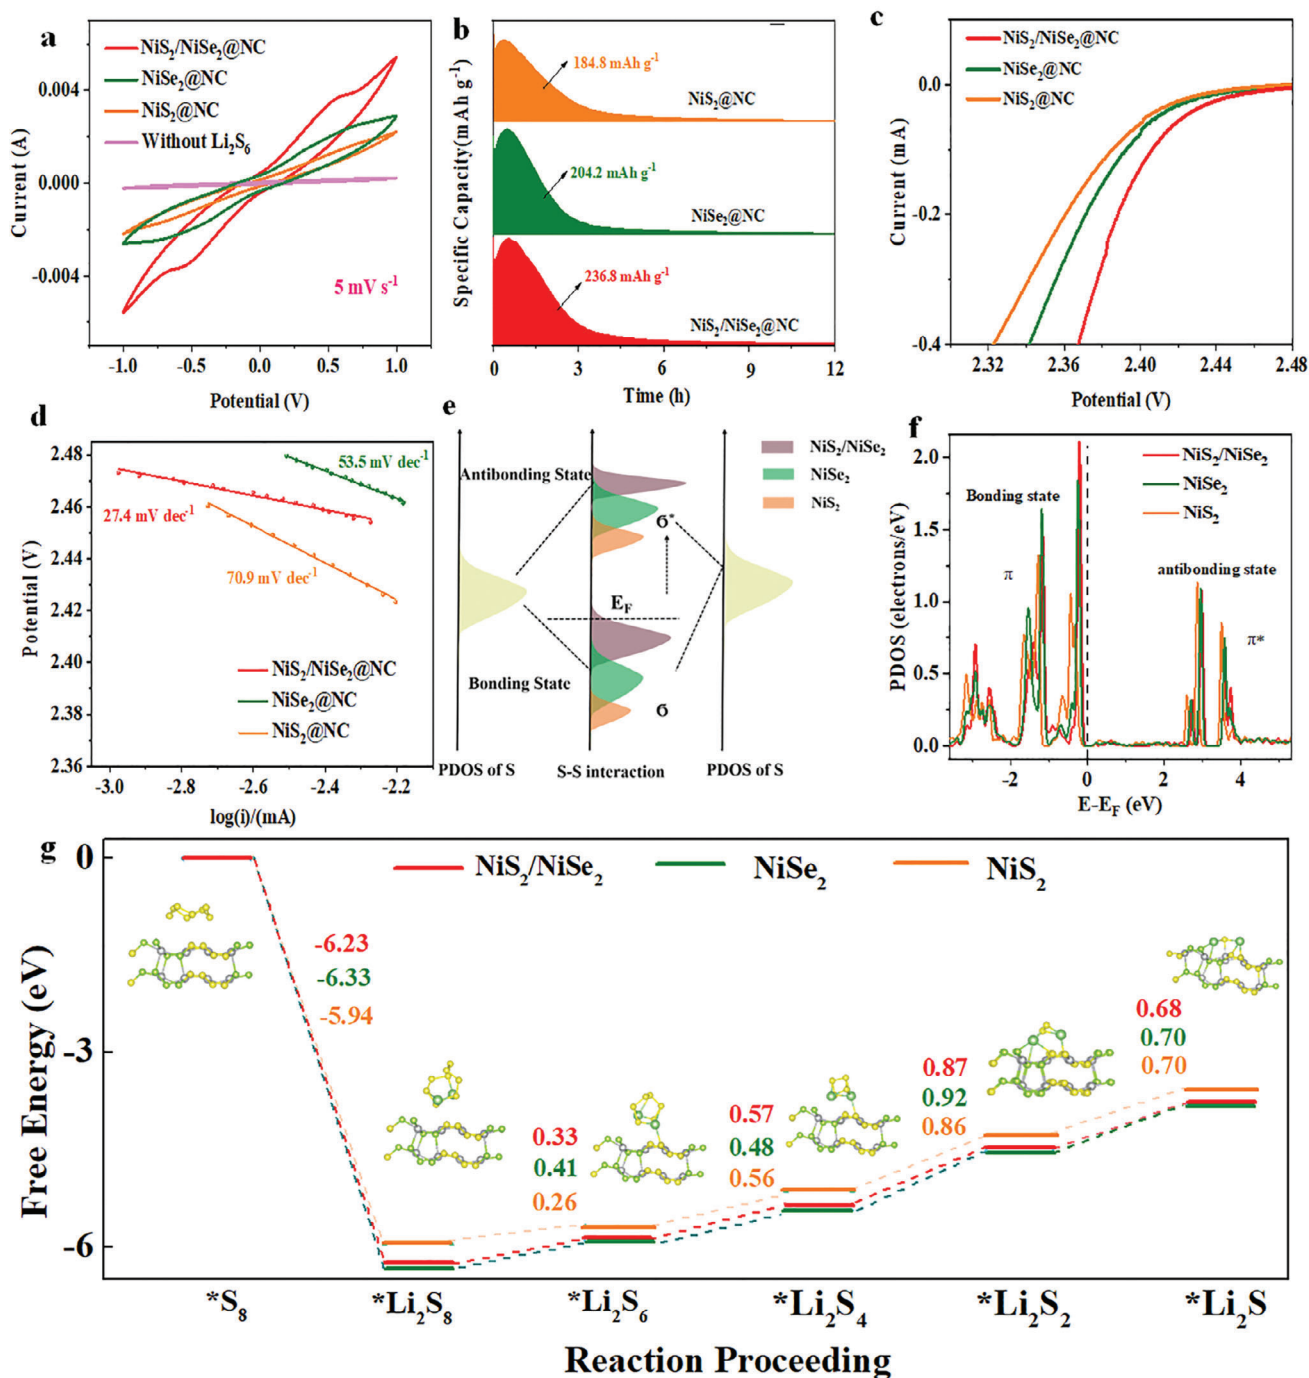 a
NiS2/NiSe2@NC
NiSe2@NC
NiS2@NC
Without Li2S6
0.004
0.000
-0.004
Current (A)
5 mV s-1
-1.0 -0.5 0.0 0.5 1.0
Potential (V)
b
184.8 mAh g-1
NiS2@NC
204.2 mAh g-1
NiSe2@NC
236.8 mAh g-1
NiS2/NiSe2@NC
Specific Capacity(mAh g-1)
0 3 6 9 12
Time (h)
c
NiS2/NiSe2@NC
NiSe2@NC
NiS2@NC
0.0
-0.2
-0.4
Current (mA)
2.32 2.36 2.40 2.44 2.48
Potential (V)
d
2.48
2.46
2.44
2.42
2.40
2.38
2.36
Potential (V)
53.5 mV dec-1
27.4 mV dec-1
70.9 mV dec-1
NiS2/NiSe2@NC
NiSe2@NC
NiS2@NC
-3.0 -2.8 -2.6 -2.4 -2.2
log(i)/(mA)
e
NiS2/NiSe2
NiSe2
NiS2
Antibonding State
σ*
EF
Bonding State
σ
PDOS of S
S-S interaction
PDOS of S
f
2.0
1.5
1.0
0.5
0.0
PDOS (electrons/eV)
NiS2/NiSe2
NiSe2
NiS2
Bonding state
π
antibonding state
π*
-2 0 2 4
E-EF (eV)
g
NiS2/NiSe2
NiSe2
NiS2
0
-3
-6
Free Energy (eV)
-6.23
-6.33
-5.94
0.33
0.41
0.26
0.57
0.48
0.56
0.87
0.92
0.86
0.68
0.70
0.70
*S8
*Li2S8
*Li2S6
*Li2S4
*Li2S2
*Li2S
Reaction Proceeding